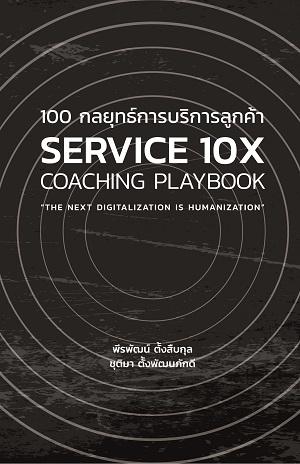 100 กลยุทธ์การบริการลูกค้า
SERVICE 10X
COACHING PLAYBOOK
"THE NEXT DIGITALIZATION IS HUMANIZATION"
พีรพัฒน์ ตั้งสืบกุล
ชุติมา ตั้งพัฒนภักดี